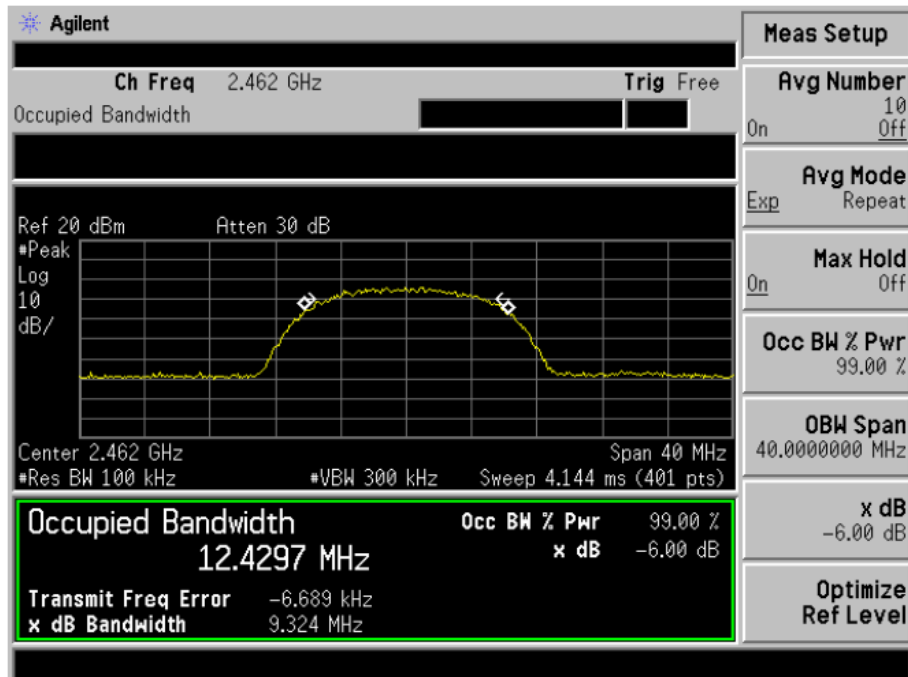 Agilent
Ch Freq 2.462 GHz Trig Free
Occupied Bandwidth
Ref 20 dBm Atten 30 dB
#Peak
Log
10
dB/
Center 2.462 GHz Span 40 MHz
#Res BW 100 kHz #VBW 300 kHz Sweep 4.144 ms (401 pts)
Occupied Bandwidth Occ BW % Pwr 99.00 %
12.4297 MHz x dB -6.00 dB
Transmit Freq Error -6.689 kHz
x dB Bandwidth 9.324 MHz
Meas Setup
Avg Number
10
On Off
Avg Mode
Exp Repeat
Max Hold
On Off
Occ BW % Pwr
99.00 %
OBW Span
40.0000000 MHz
x dB
-6.00 dB
Optimize
Ref Level